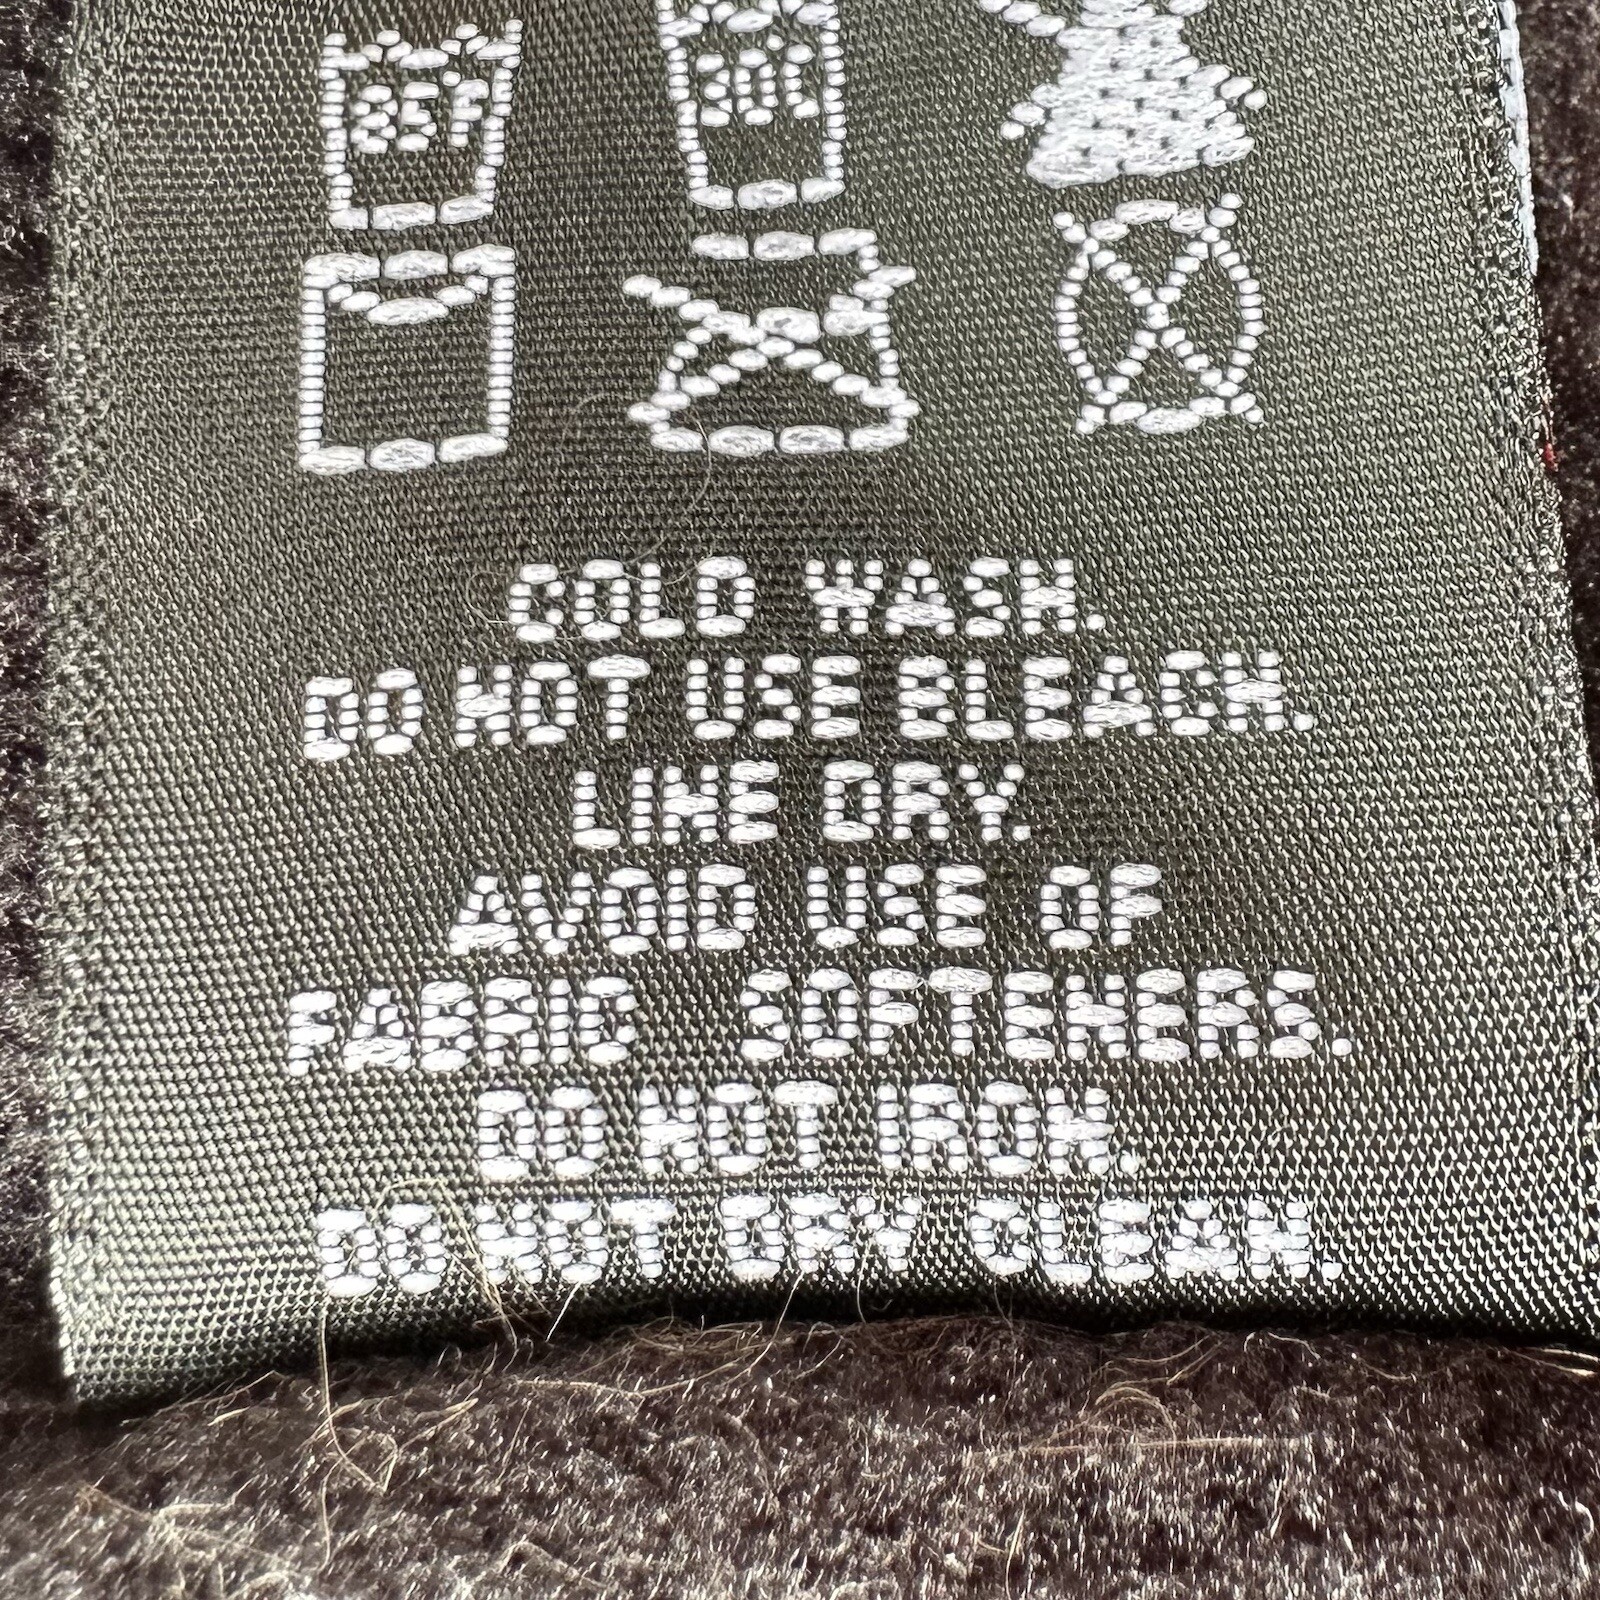 85F 30C
COLD WASH.
DO NOT USE BLEACH.
LINE DRY.
AVOID USE OF
FABRIC SOFTENERS.
DO NOT IRON.
DO NOT DRY CLEAN.